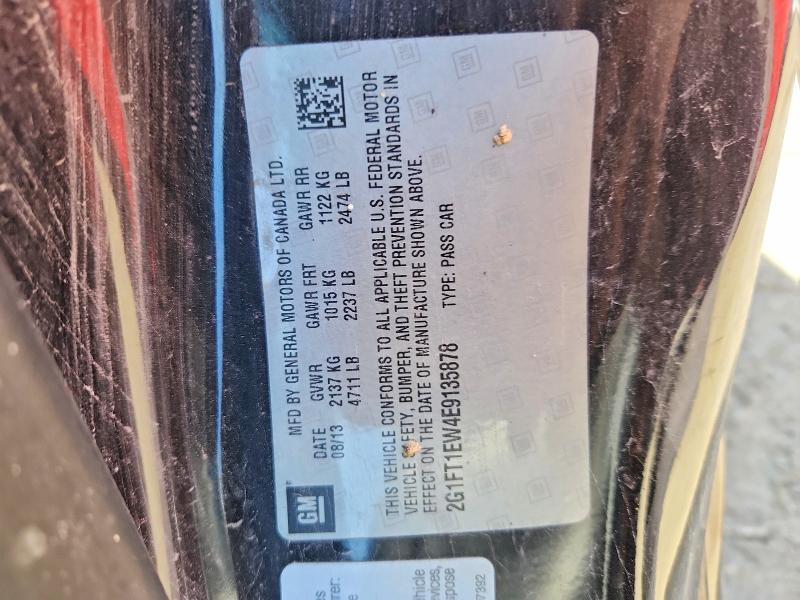 MFD BY GENERAL MOTORS OF CANADA LTD.
DATE GVWR GAWR FRT GAWR RR
08/13 2137 KG 1015 KG 1122 KG
4711 LB 2237 LB 2474 LB
THIS VEHICLE CONFORMS TO ALL APPLICABLE U.S. FEDERAL MOTOR
VEHICLE SAFETY, BUMPER, AND THEFT PREVENTION STANDARDS IN
EFFECT ON THE DATE OF MANUFACTURE SHOWN ABOVE.
2G1FT1EW4E9135878 TYPE: PASS CAR
GM
7392